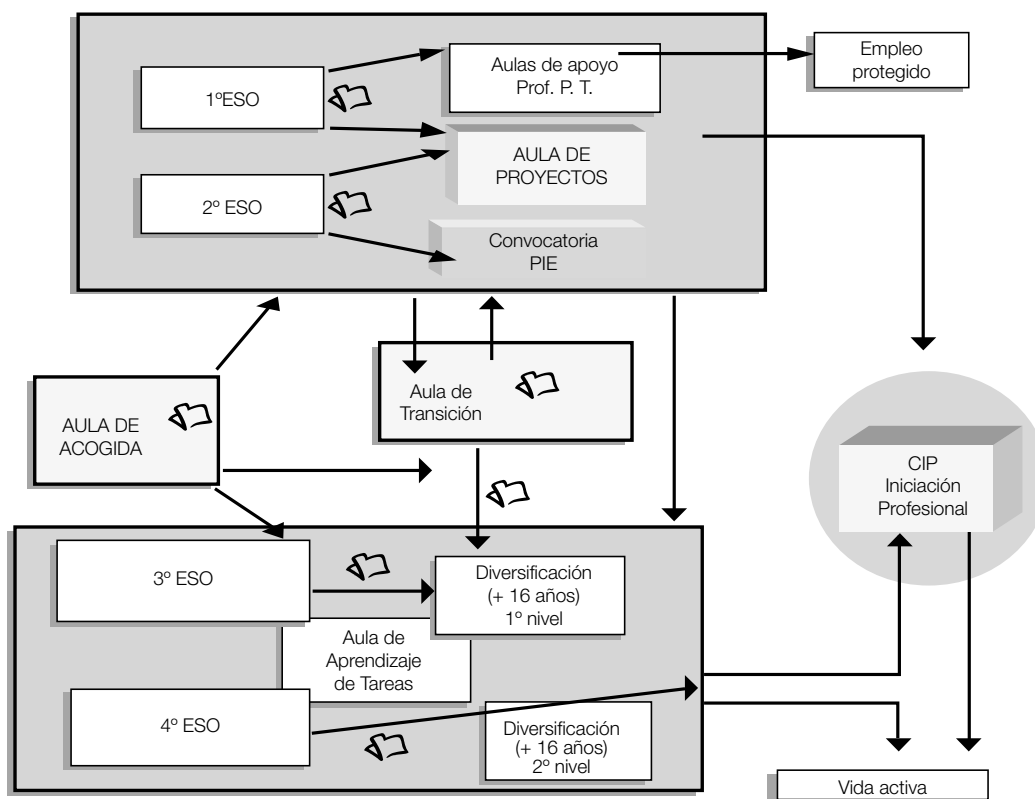 Aulas de apoyo
Prof. P. T.
Empleo
protegido
1ºESO
AULA DE
PROYECTOS
2º ESO
Convocatoria
PIE
Aula de
Transición
AULA DE
ACOGIDA
CIP
Iniciación
Profesional
3º ESO
Diversificación
(+ 16 años)
1º nivel
Aula de
Aprendizaje
de Tareas
4º ESO
Diversificación
(+ 16 años)
2º nivel
Vida activa